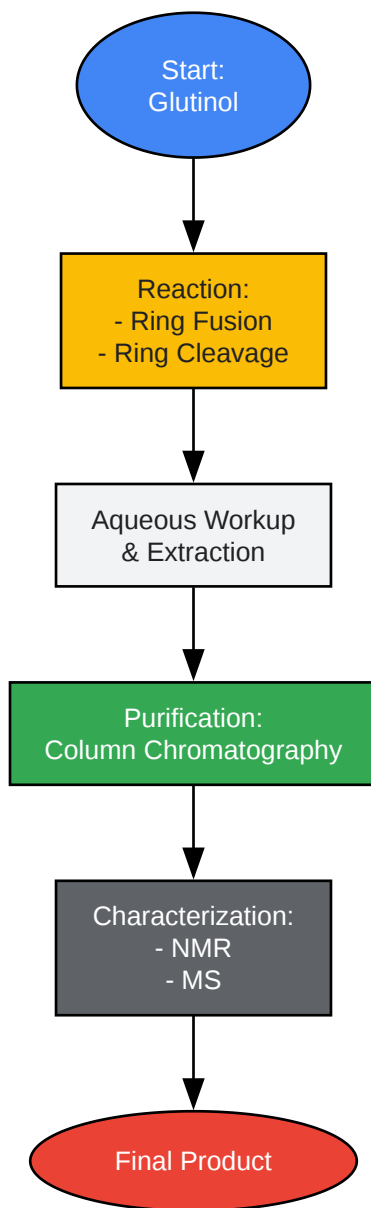 Start:
Glutinol
Reaction:
- Ring Fusion
- Ring Cleavage
Aqueous Workup
& Extraction
Purification:
Column Chromatography
Characterization:
- NMR
- MS
Final Product